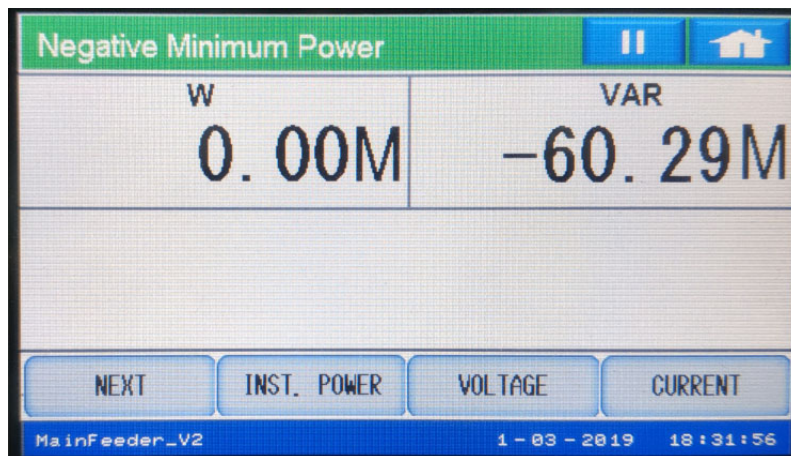 Negative Minimum Power
W VAR
0.00M -60.29M
NEXT INST. POWER VOLTAGE CURRENT
MainFeeder_V2 1-03-2019 18:31:56